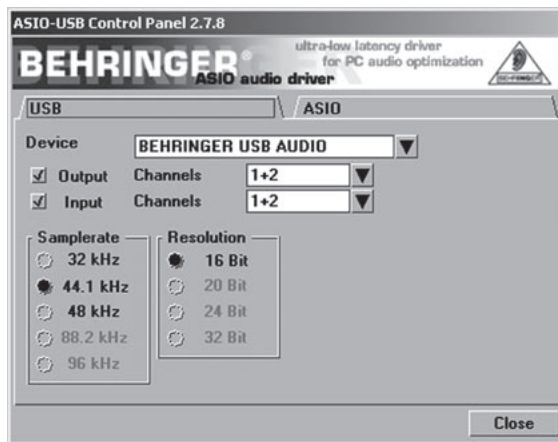 ASIO-USB Control Panel 2.7.8
BEHRINGER
ultra-low latency driver
for PC audio optimization
ASIO audio driver
BEHRINGER
USB
ASIO
Device BEHRINGER USB AUDIO
Output Channels 1+2
Input Channels 1+2
Samplerate
32 kHz
44.1 kHz
48 kHz
88.2 kHz
96 kHz
Resolution
16 Bit
20 Bit
24 Bit
32 Bit
Close